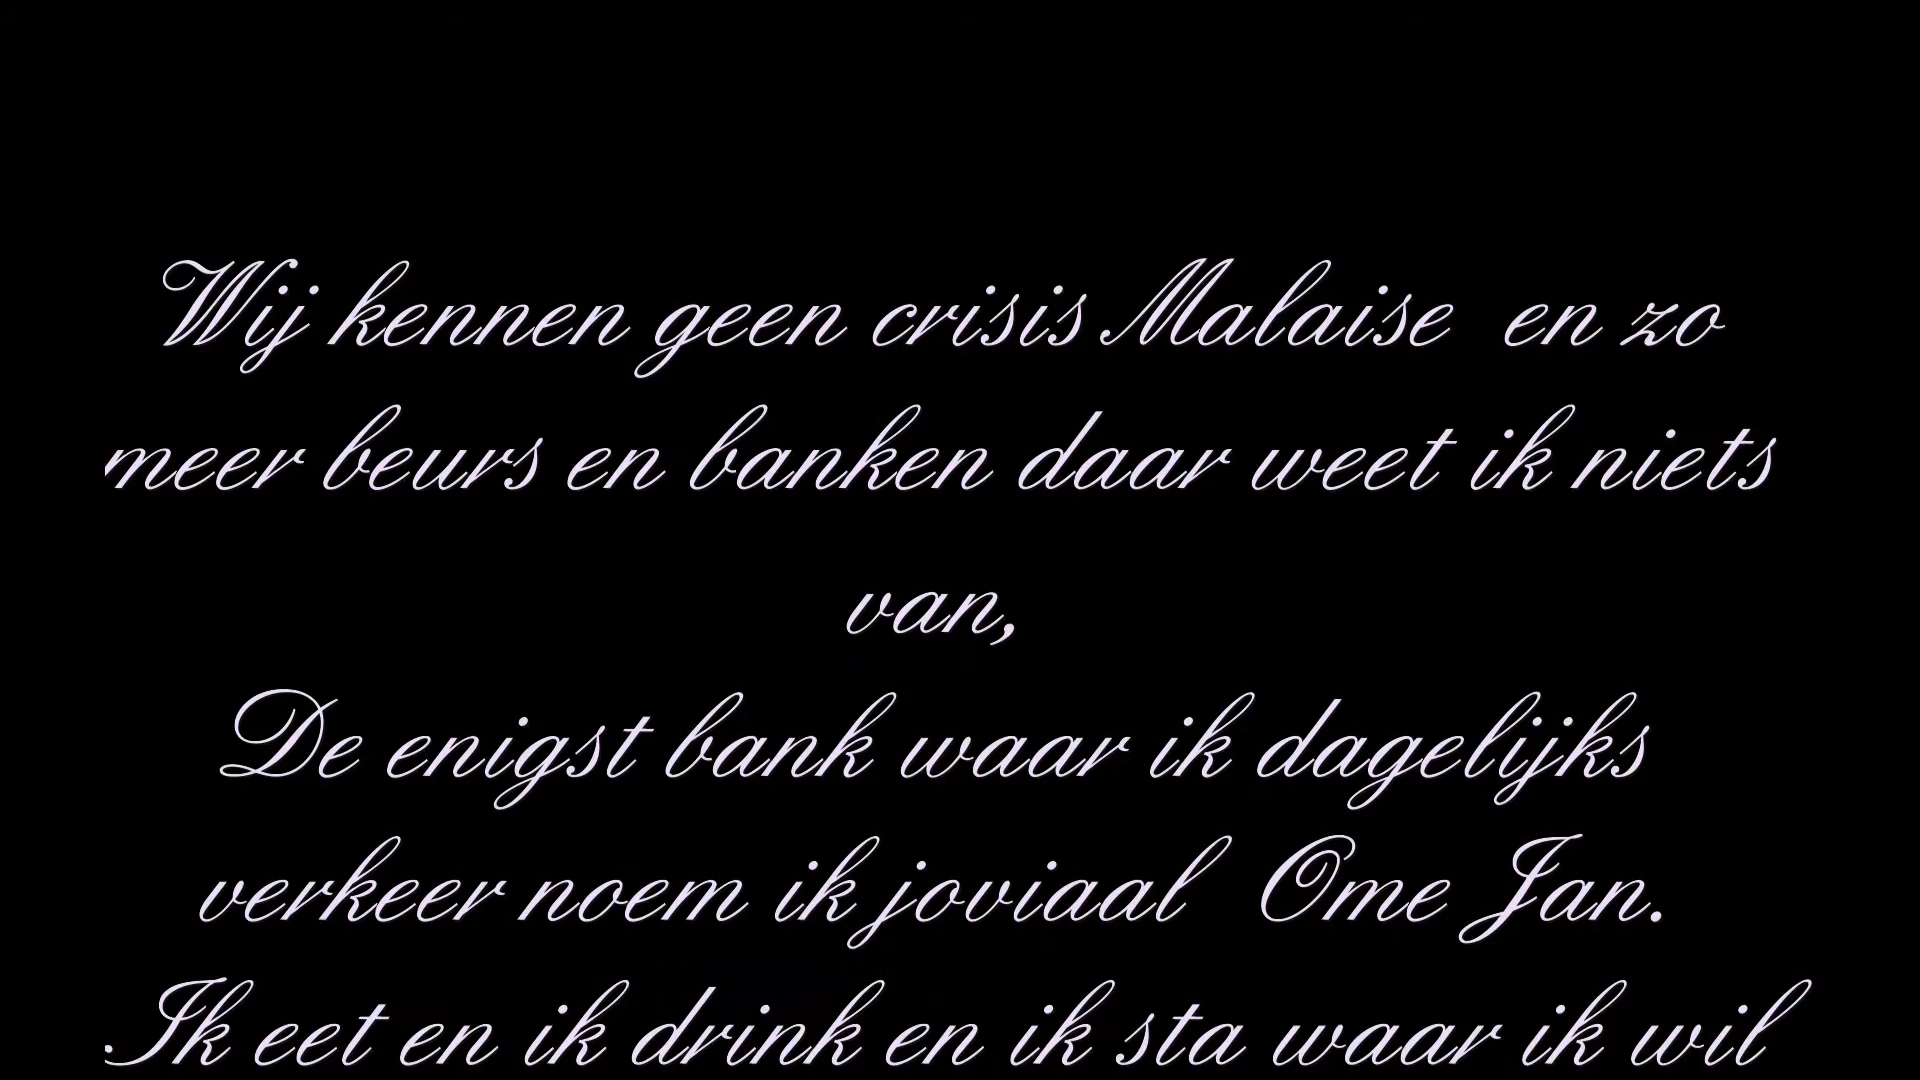 Wij kennen geen crisis Malaise en zo
meer beurs en banken daar weet ik niets
van,
De enigst bank waar ik dagelijks
verkeer noem ik joviaal Ome Jan.
Ik eet en ik drink en ik sta waar ik wil